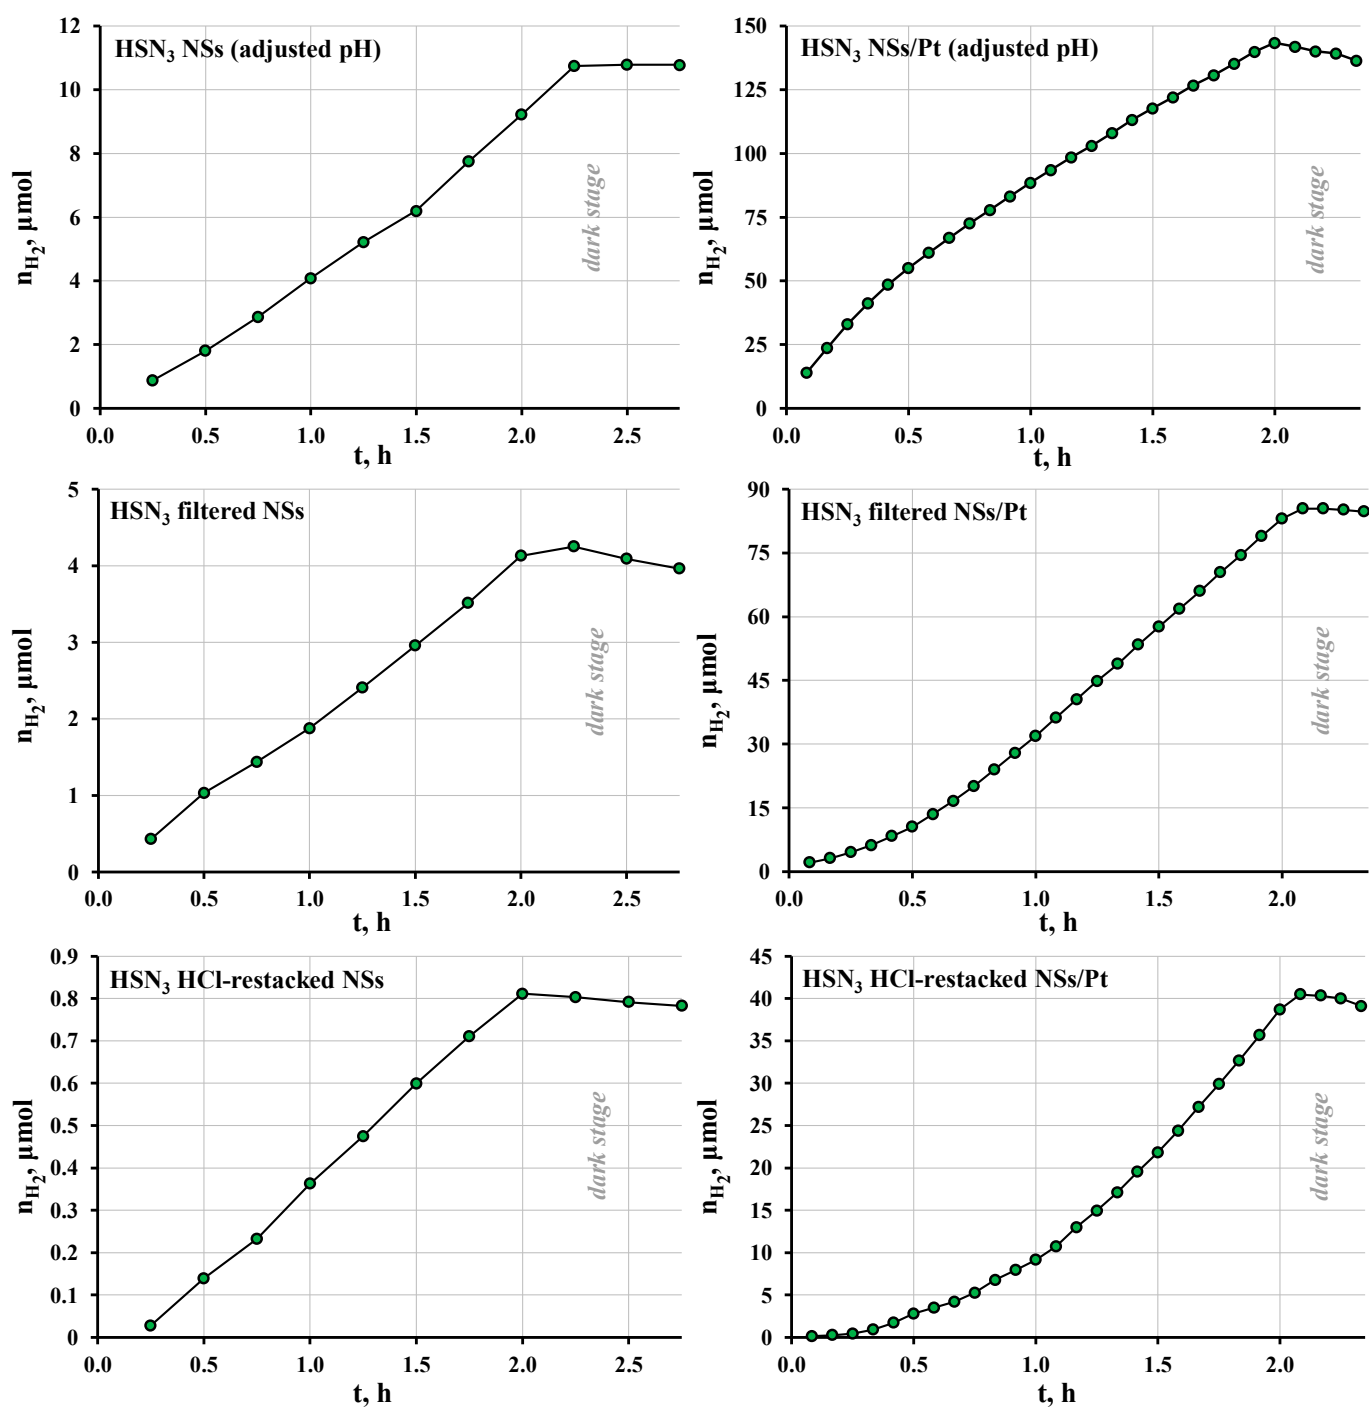 HSN₃ NSs (adjusted pH)
12
10
8
6
4
2
0
n_H₂, µmol
dark stage
0.0 0.5 1.0 1.5 2.0 2.5
t, h
HSN₃ NSs/Pt (adjusted pH)
150
125
100
75
50
25
0
n_H₂, µmol
dark stage
0.0 0.5 1.0 1.5 2.0
t, h
HSN₃ filtered NSs
5
4
3
2
1
0
n_H₂, µmol
dark stage
0.0 0.5 1.0 1.5 2.0 2.5
t, h
HSN₃ filtered NSs/Pt
90
75
60
45
30
15
0
n_H₂, µmol
dark stage
0.0 0.5 1.0 1.5 2.0
t, h
HSN₃ HCl-restacked NSs
0.9
0.8
0.7
0.6
0.5
0.4
0.3
0.2
0.1
0
n_H₂, µmol
dark stage
0.0 0.5 1.0 1.5 2.0 2.5
t, h
HSN₃ HCl-restacked NSs/Pt
45
40
35
30
25
20
15
10
5
0
n_H₂, µmol
dark stage
0.0 0.5 1.0 1.5 2.0
t, h